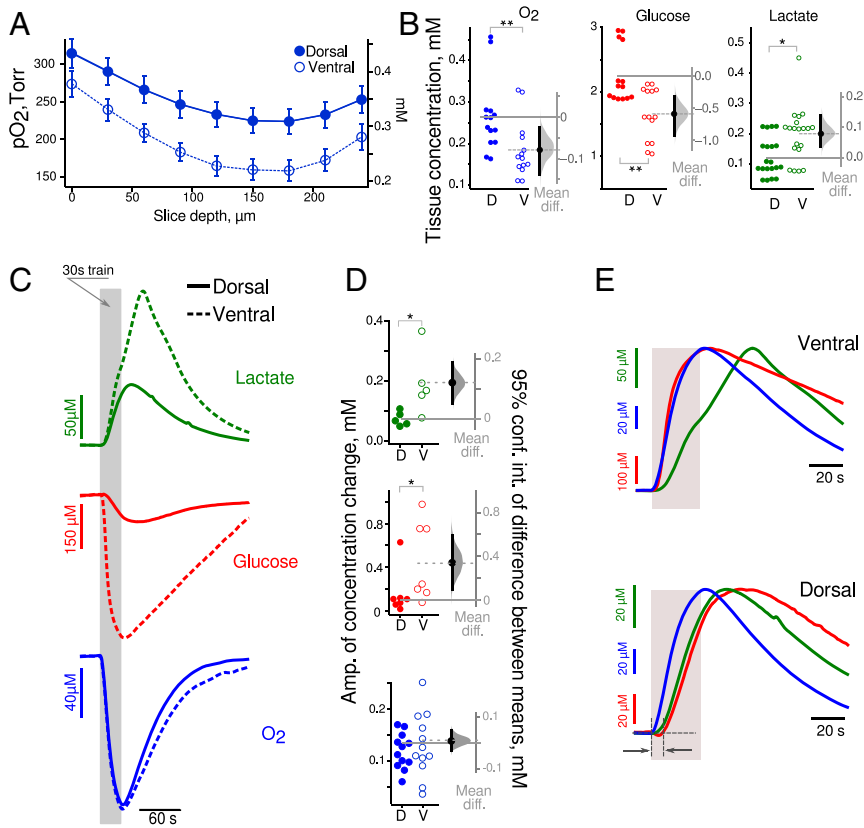 A
pO2,Torr
300
250
200
150
0
50
100
150
200
Slice depth, µm
Dorsal
Ventral
0.4
0.3
0.2
mM
B
Tissue concentration, mM
O2
**
0.4
0.3
0.2
0.1
0
-0.1
D
V
Mean
diff.
Glucose
**
3
2
1
0.0
-0.5
-1.0
D
V
Mean
diff.
Lactate
*
0.5
0.4
0.3
0.2
0.1
0.2
0.1
0.0
D
V
Mean
diff.
C
30s train
Dorsal
Ventral
Lactate
50µM
150 µM
Glucose
40µM
O2
60 s
D
Amp. of concentration change, mM
95% conf. int. of difference between means, mM
*
0.4
0.2
0.0
0.2
0
D
V
Mean
diff.
*
0.8
0.4
0
0.8
0.4
0
D
V
Mean
diff.
0.2
0.1
0.1
-0.1
D
V
Mean
diff.
E
Ventral
50 µM
20 µM
100 µM
20 s
Dorsal
20 µM
20 µM
20 µM
20 s